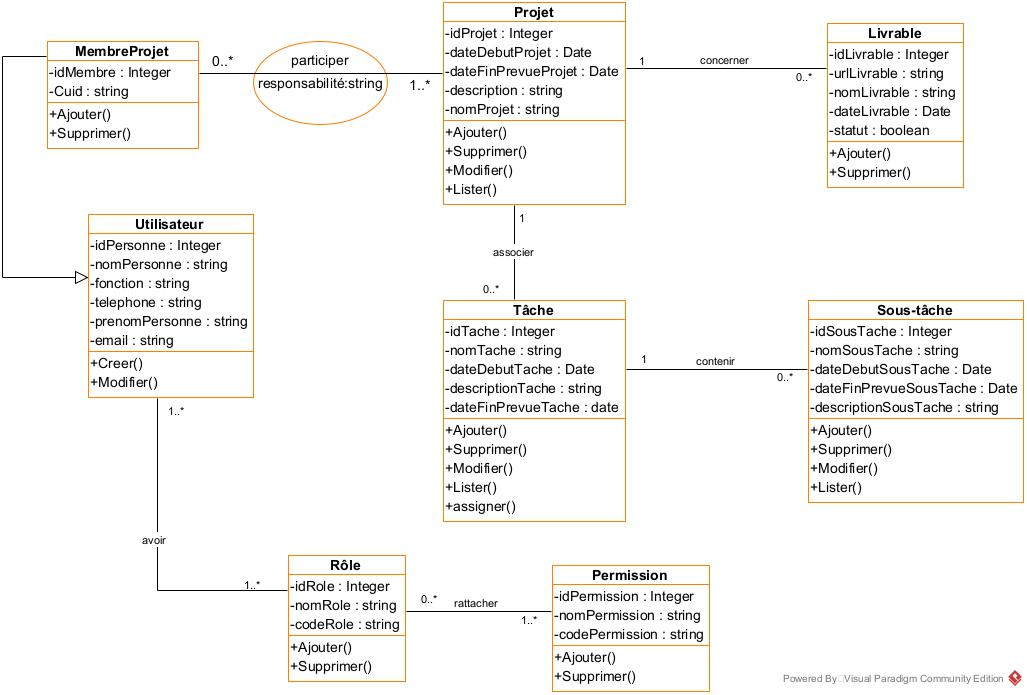 MembreProjet
-idMembre : Integer
-Cuid : string
+Ajouter()
+Supprimer()
0..*
participer
responsabilité:string
1..*
Projet
-idProjet : Integer
-dateDebutProjet : Date
-dateFinPrevueProjet : Date
-description : string
-nomProjet : string
+Ajouter()
+Supprimer()
+Modifier()
+Lister()
1
concerner
0..*
Livrable
-idLivrable : Integer
-urlLivrable : string
-nomLivrable : string
-dateLivrable : Date
-statut : boolean
+Ajouter()
+Supprimer()
1
associer
0..*
Utilisateur
-idPersonne : Integer
-nomPersonne : string
-fonction : string
-telephone : string
-prenomPersonne : string
-email : string
+Creer()
+Modifier()
1..*
avoir
1..*
Tâche
-idTache : Integer
-nomTache : string
-dateDebutTache : Date
-descriptionTache : string
-dateFinPrevueTache : date
+Ajouter()
+Supprimer()
+Modifier()
+Lister()
+assigner()
1
contenir
0..*
Sous-tâche
-idSousTache : Integer
-nomSousTache : string
-dateDebutSousTache : Date
-dateFinPrevueSousTache : Date
-descriptionSousTache : string
+Ajouter()
+Supprimer()
+Modifier()
+Lister()
Rôle
-idRole : Integer
-nomRole : string
-codeRole : string
+Ajouter()
+Supprimer()
0..*
rattacher
1..*
Permission
-idPermission : Integer
-nomPermission : string
-codePermission : string
+Ajouter()
+Supprimer()
Powered By Visual Paradigm Community Edition